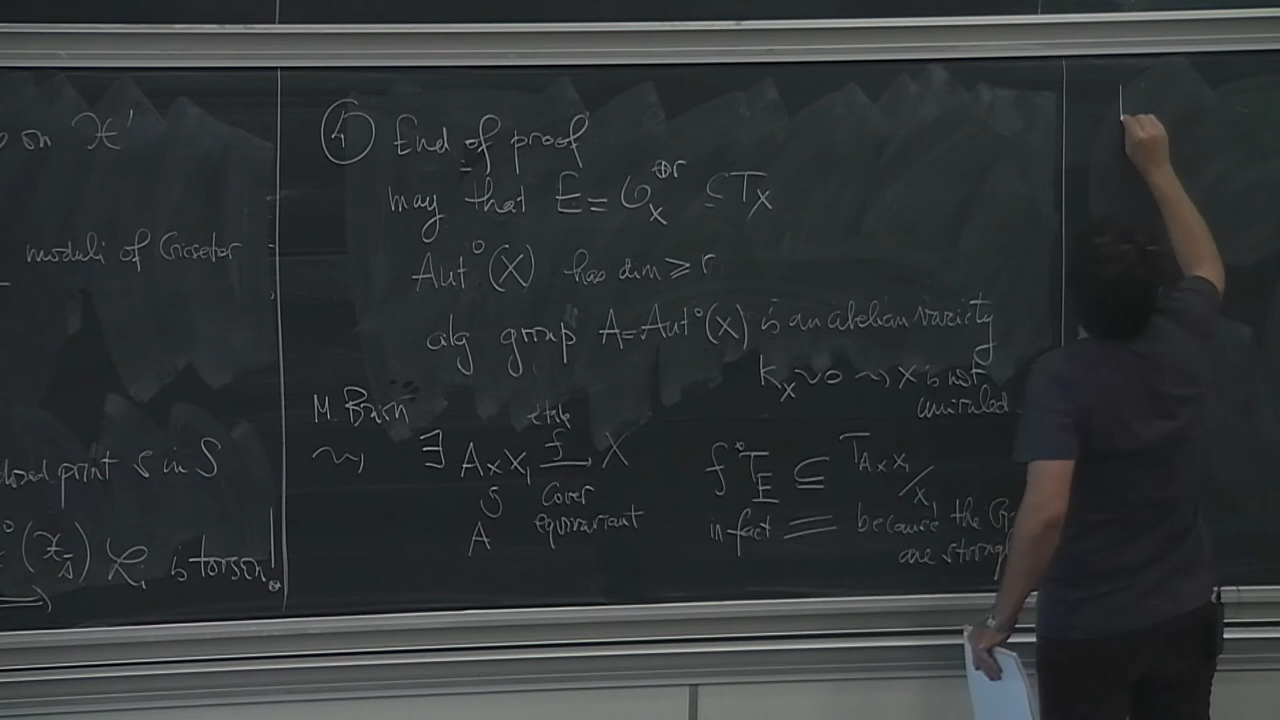 on ℋ'
moduli of Gieseker
closed point s in S
(𝒳_s̄) ℒ_i is torsion!
④ End of proof
may that E = 𝒪_X^{⊕r} ⊆ T_X
Aut°(X) has dim ≥ r
alg group A = Aut°(X) is an abelian variety
K_X ~ 0 ⇝ X is not
uniruled
M. Brion
⇝ ∃ A × X_1 →^f X
étale
cover
equivariant
A
f^*T_E ⊆ T_{A×X_1/X_1}
in fact = because the G
are strongl